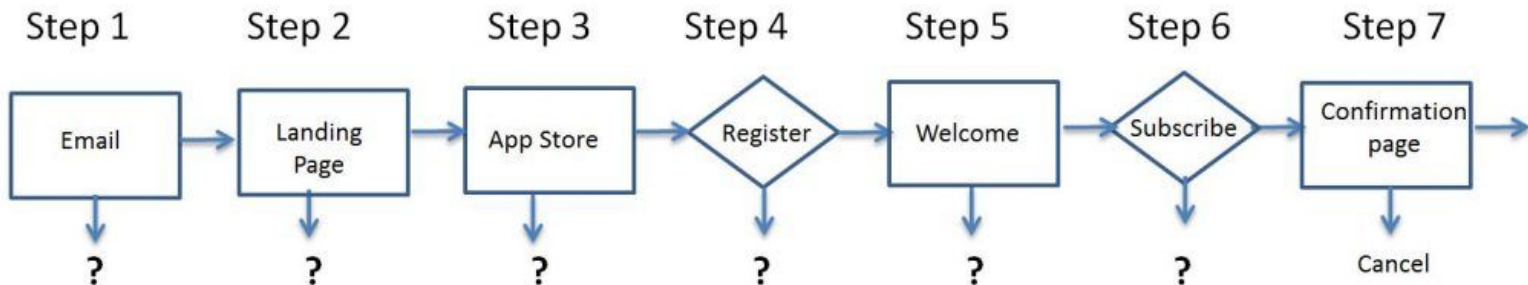 Step 1
Step 2
Step 3
Step 4
Step 5
Step 6
Step 7
Email
Landing
Page
App Store
Register
Welcome
Subscribe
Confirmation
page
?
?
?
?
?
?
Cancel